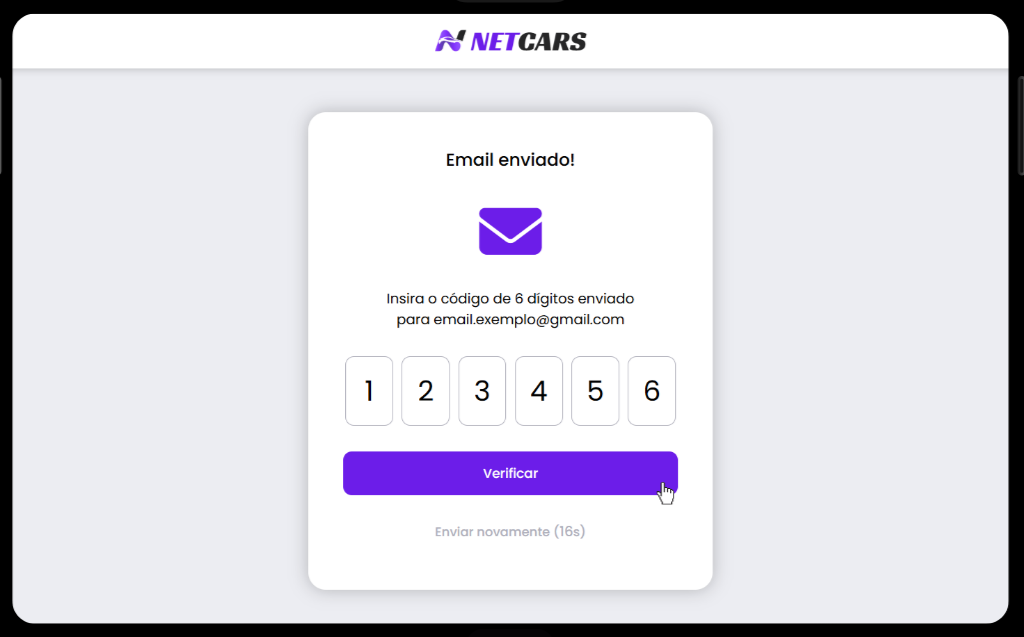 NETCARS
Email enviado!
Insira o código de 6 dígitos enviado
para email.exemplo@gmail.com
1 2 3 4 5 6
Verificar
Enviar novamente (16s)